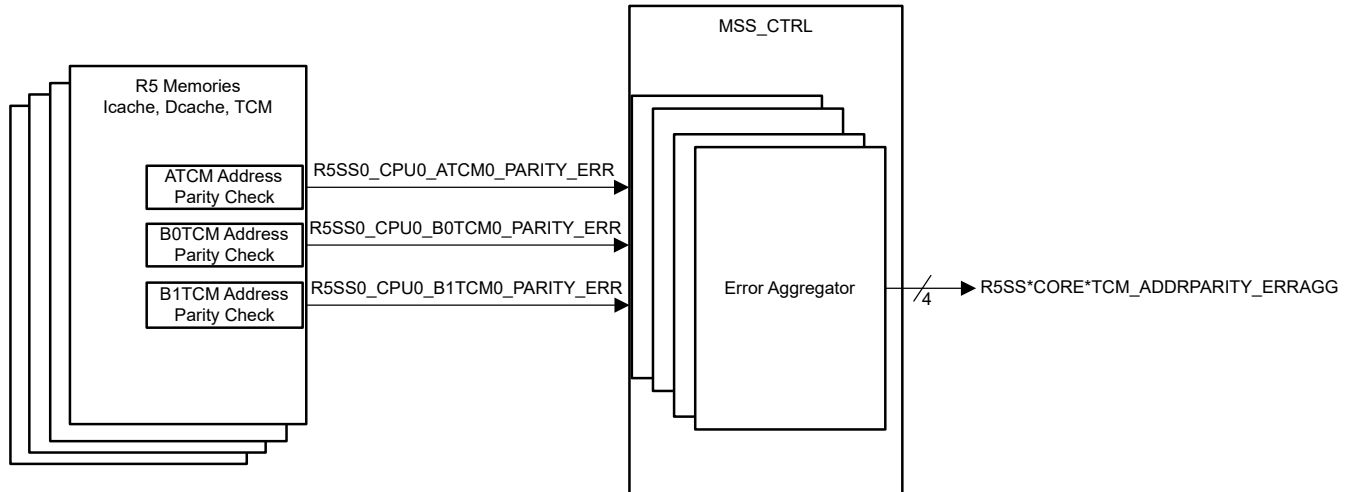 MSS_CTRL
R5 Memories
Icache, Dcache, TCM
ATCM Address
Parity Check
R5SS0_CPU0_ATCM0_PARITY_ERR
B0TCM Address
Parity Check
R5SS0_CPU0_B0TCM0_PARITY_ERR
B1TCM Address
Parity Check
R5SS0_CPU0_B1TCM0_PARITY_ERR
Error Aggregator
4
R5SS*CORE*TCM_ADDRPARITY_ERRAGG